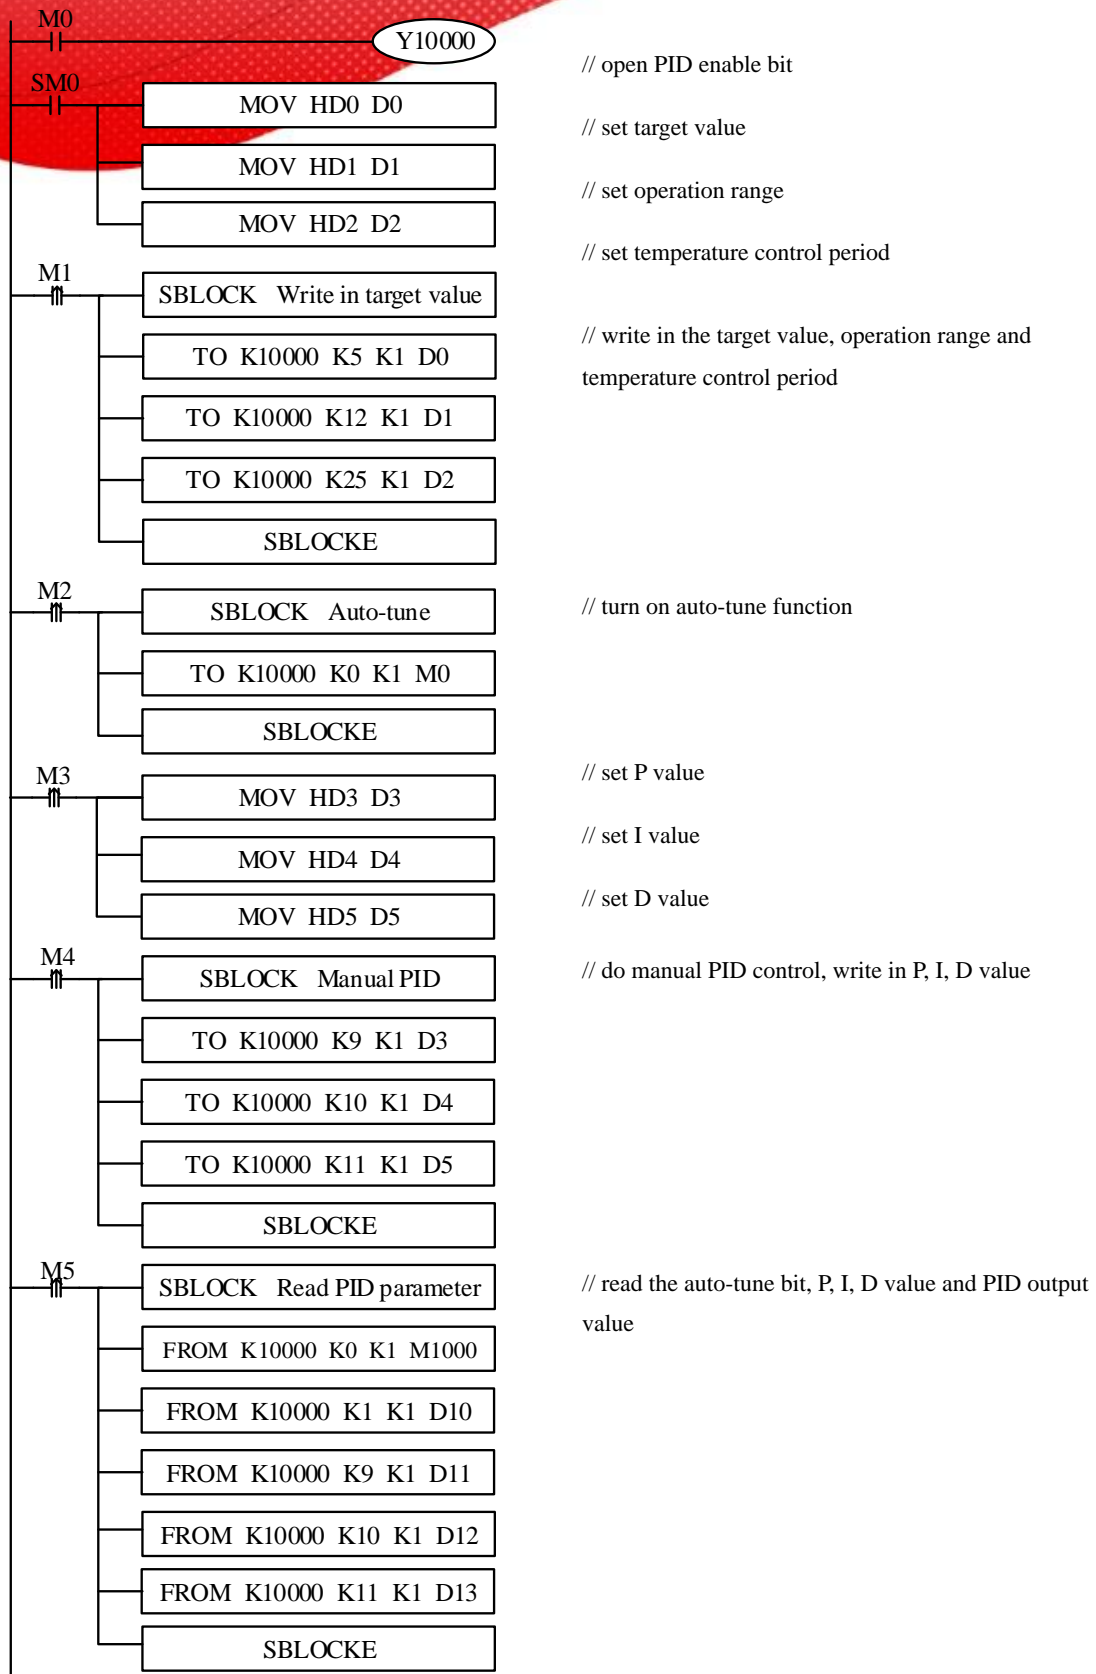 M0
Y10000
// open PID enable bit
SM0
MOV HD0 D0
// set target value
MOV HD1 D1
// set operation range
MOV HD2 D2
// set temperature control period
M1
SBLOCK Write in target value
// write in the target value, operation range and
temperature control period
TO K10000 K5 K1 D0
TO K10000 K12 K1 D1
TO K10000 K25 K1 D2
SBLOCKE
M2
SBLOCK Auto-tune
// turn on auto-tune function
TO K10000 K0 K1 M0
SBLOCKE
M3
// set P value
MOV HD3 D3
// set I value
MOV HD4 D4
// set D value
MOV HD5 D5
M4
SBLOCK Manual PID
// do manual PID control, write in P, I, D value
TO K10000 K9 K1 D3
TO K10000 K10 K1 D4
TO K10000 K11 K1 D5
SBLOCKE
M5
SBLOCK Read PID parameter
// read the auto-tune bit, P, I, D value and PID output
value
FROM K10000 K0 K1 M1000
FROM K10000 K1 K1 D10
FROM K10000 K9 K1 D11
FROM K10000 K10 K1 D12
FROM K10000 K11 K1 D13
SBLOCKE